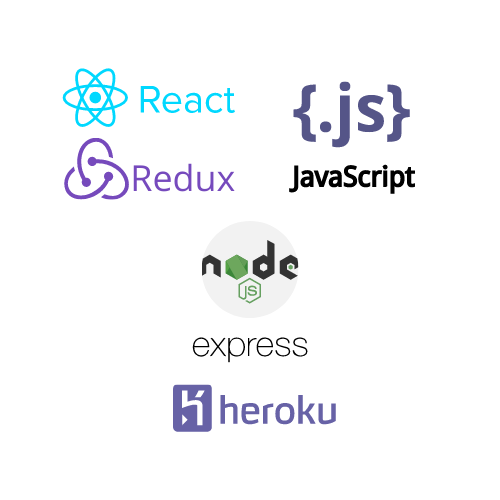 React
{.js}
Redux
JavaScript
node
JS
express
heroku